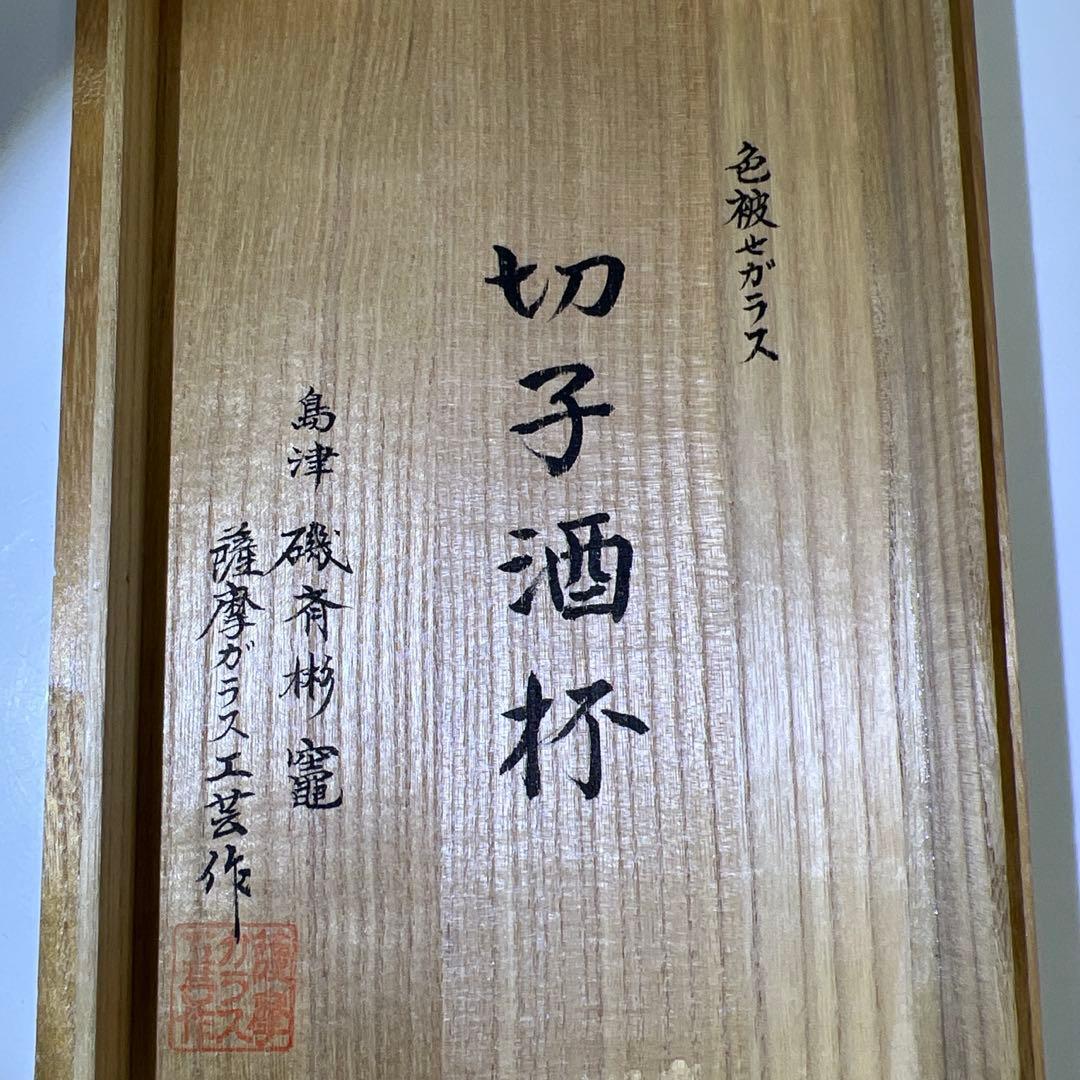 色被せガラス
切子酒杯
島津 磯斉彬竈
薩摩ガラス工芸作
薩摩ガラス工芸作